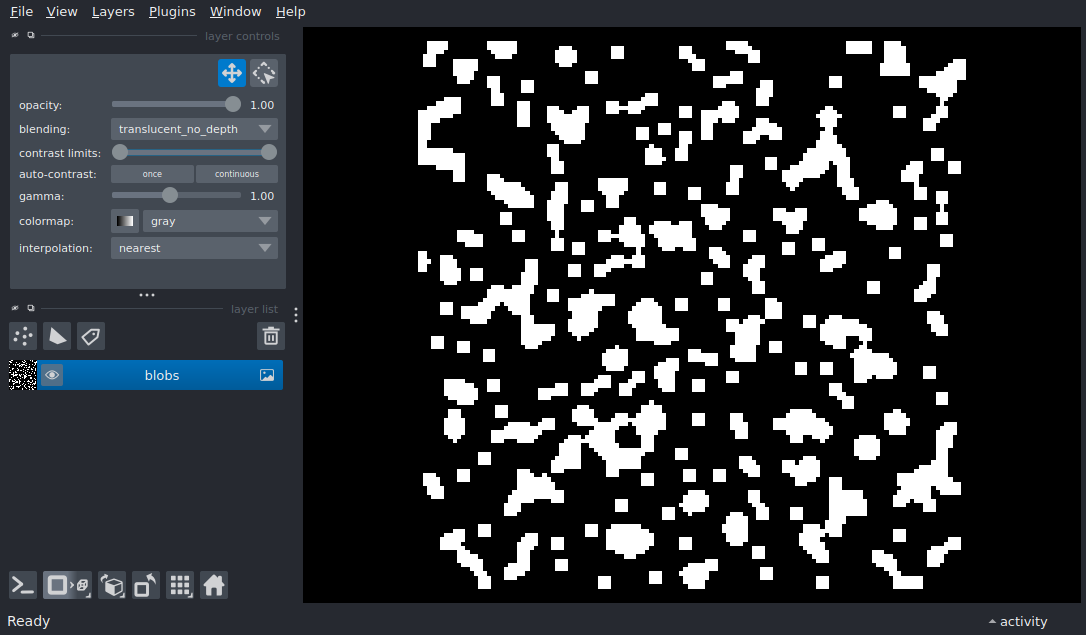 File View Layers Plugins Window Help
layer controls
opacity: 1.00
blending: translucent_no_depth
contrast limits:
auto-contrast: once continuous
gamma: 1.00
colormap: gray
interpolation: nearest
layer list
blobs
Ready activity